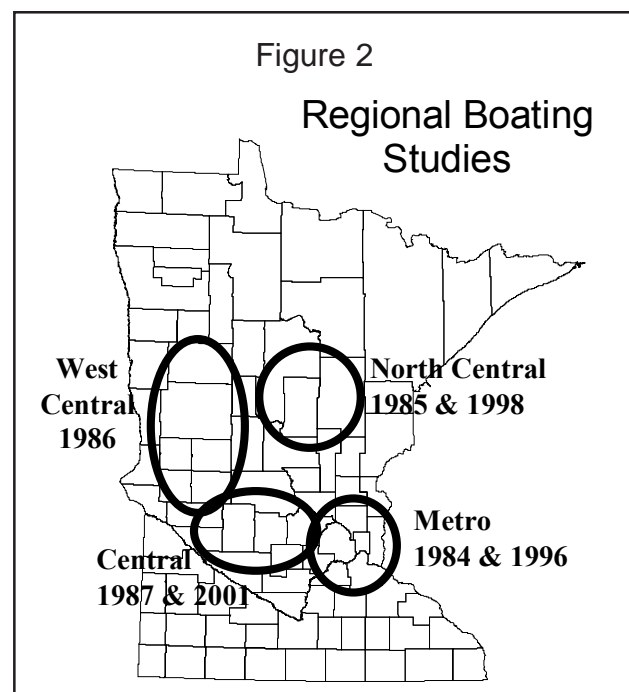 Figure 2
Regional Boating
Studies
West
Central
1986
North Central
1985 & 1998
Metro
1984 & 1996
Central
1987 & 2001